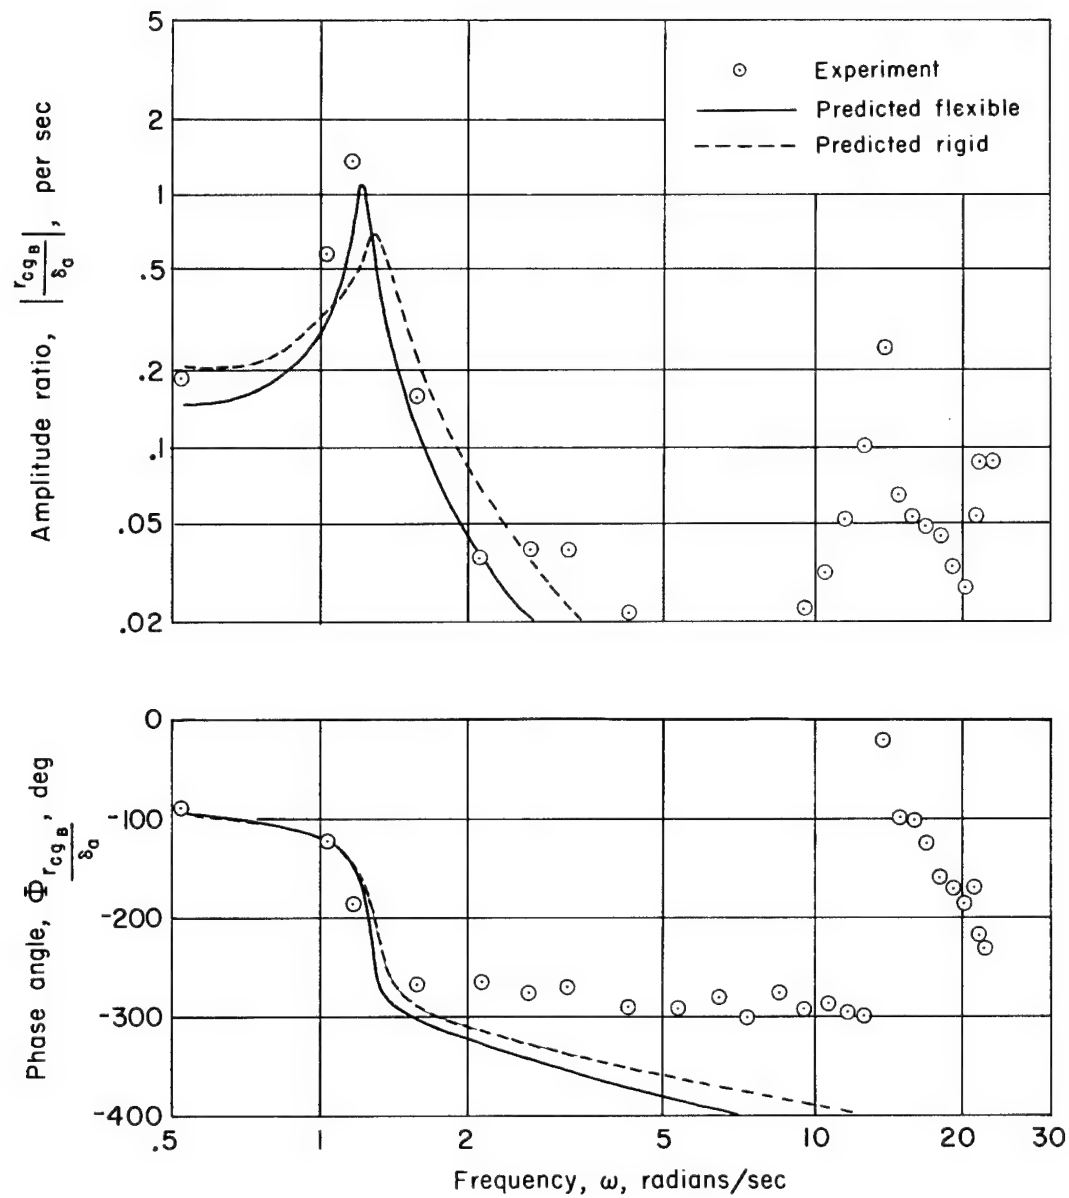 5
2
1
.5
.2
.1
.05
.02
Amplitude ratio, |r_cg_B / δ_a|, per sec
Experiment
Predicted flexible
Predicted rigid
0
-100
-200
-300
-400
Phase angle, Φ r_cg_B / δ_a, deg
.5 1 2 5 10 20 30
Frequency, ω, radians/sec